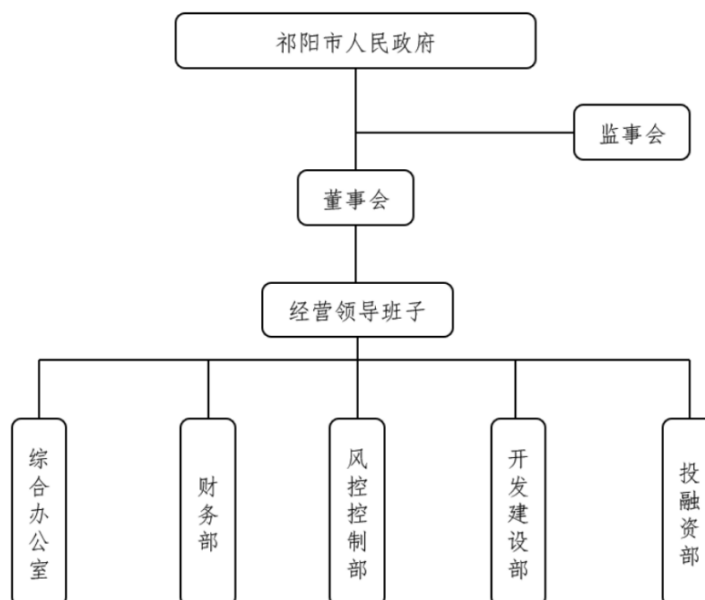 祁阳市人民政府
监事会
董事会
经营领导班子
综合办公室
财务部
风控控制部
开发建设部
投融资部